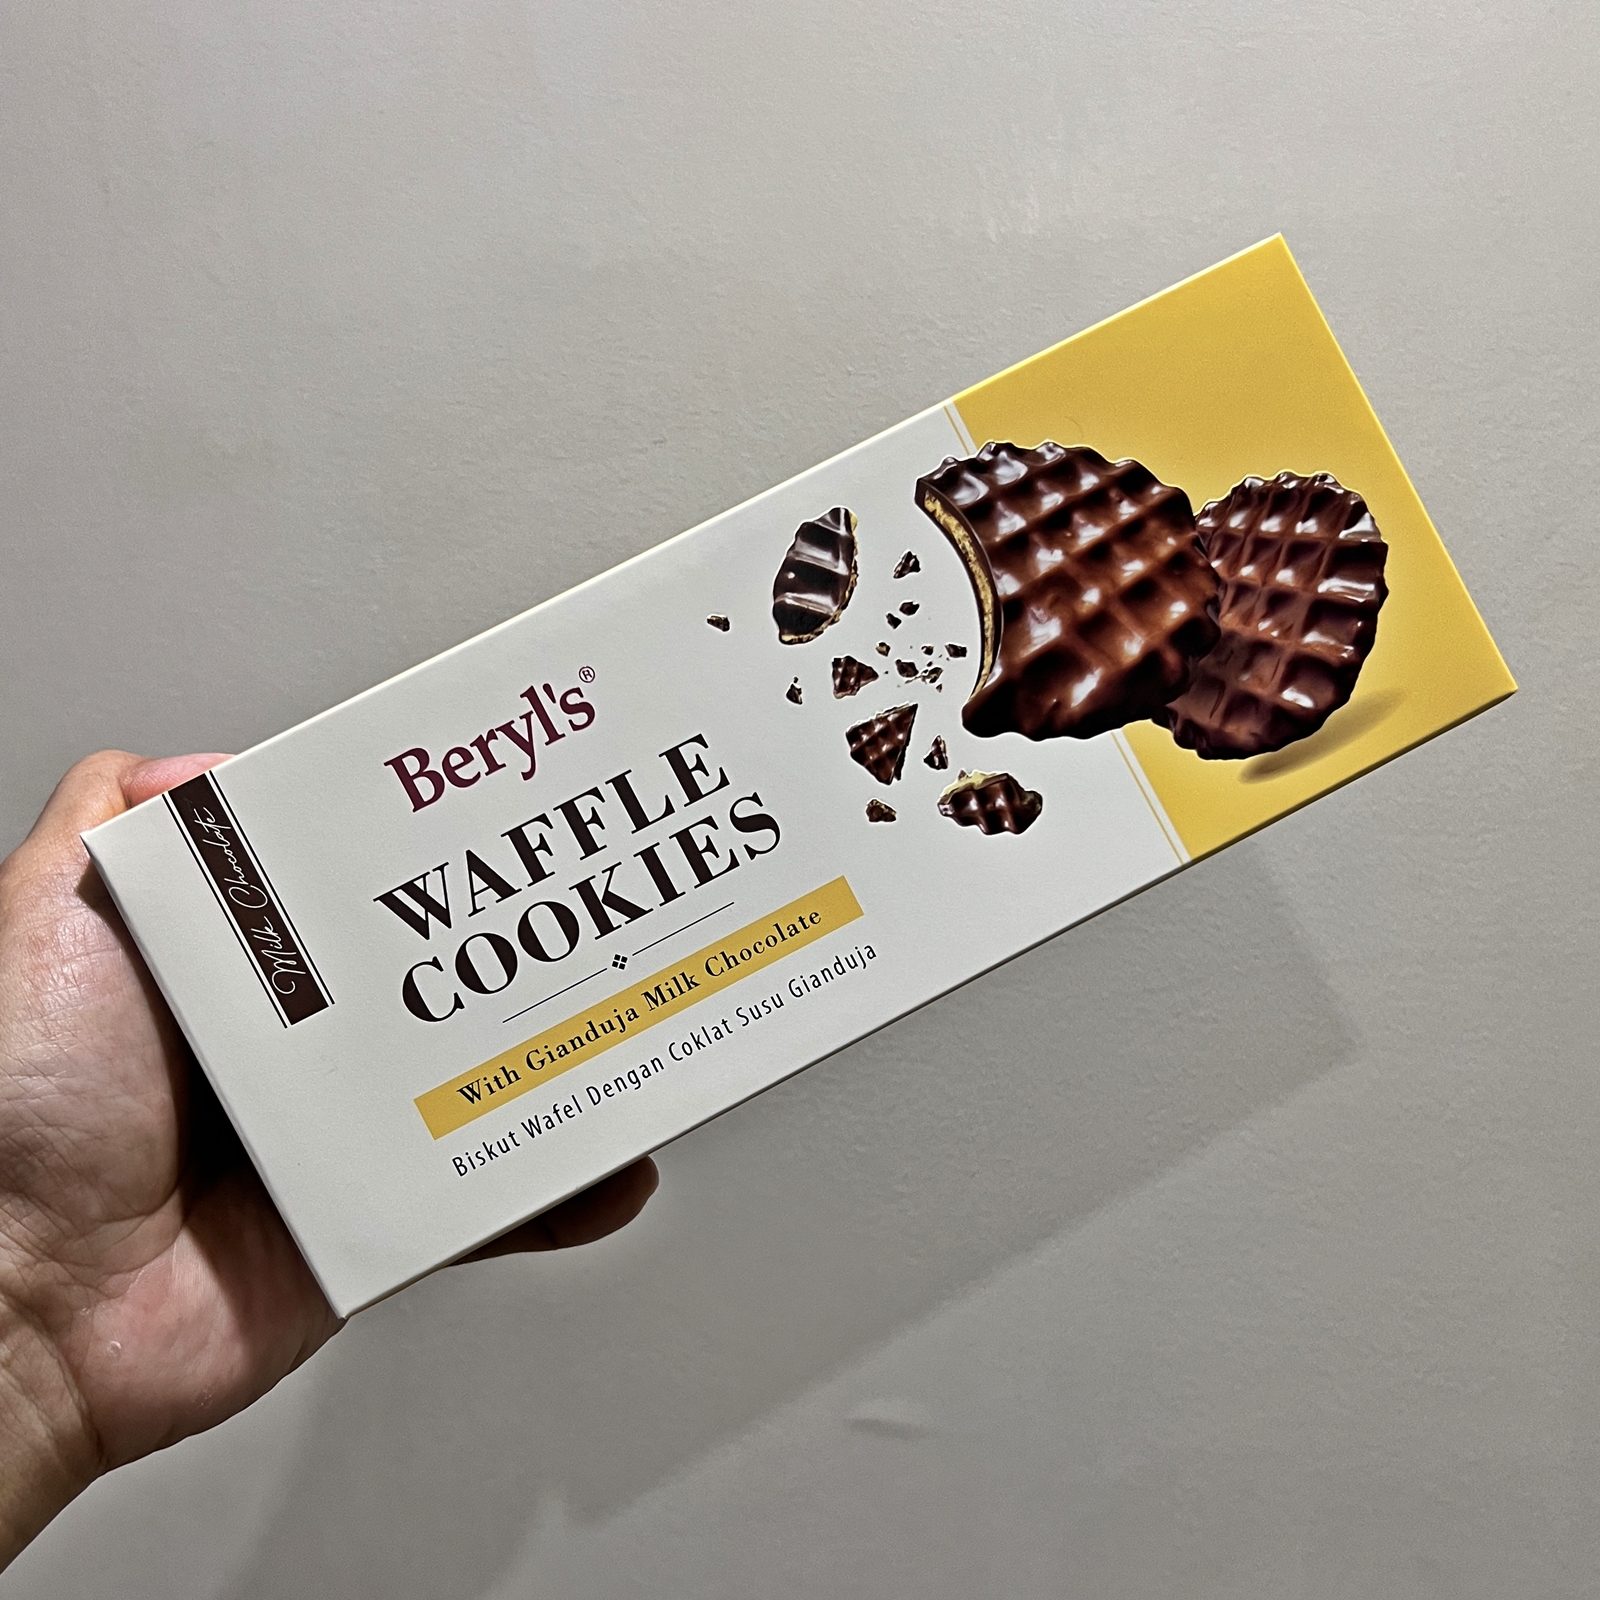 Milk Chocolate
Beryl's®
WAFFLE
COOKIES
With Gianduja Milk Chocolate
Biskut Wafel Dengan Coklat Susu Gianduja